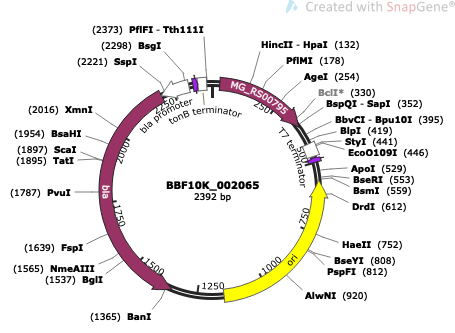 Created with SnapGene®
(2373) PflFI - Tth111I
(2298) BsgI
(2221) SspI
HincII - HpaI (132)
PflMI (178)
AgeI (254)
BclI* (330)
BspQI - SapI (352)
BbvCI - Bpu10I (395)
BlpI (419)
StyI (441)
EcoO109I (446)
ApoI (529)
BseRI (553)
BsmI (559)
DrdI (612)
HaeII (752)
BseYI (808)
PspFI (812)
AlwNI (920)
(2016) XmnI
(1954) BsaHI
(1897) ScaI
(1895) TatI
(1787) PvuI
(1639) FspI
(1565) NmeAIII
(1537) BglI
(1365) BanI
MG_RS00795
bla promoter
tonB terminator
T7 terminator
bla
ori
250
500
750
1000
1250
1500
1750
2000
2250
BBF10K_002065
2392 bp